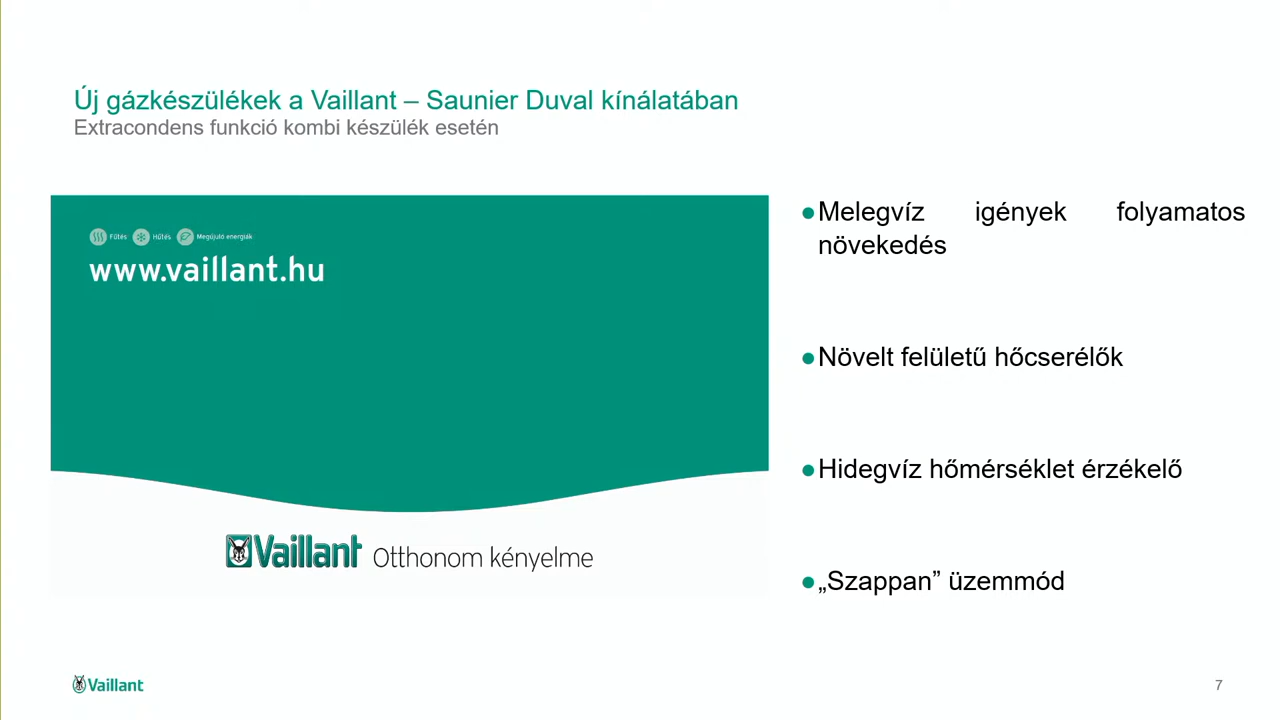 Új gázkészülékek a Vaillant – Saunier Duval kínálatában
Extracondens funkció kombi készülék esetén
Fűtés Hűtés Megújuló energiák
www.vaillant.hu
Vaillant Otthonom kényelme
●Melegvíz igények folyamatos
növekedés
●Növelt felületű hőcserélők
●Hidegvíz hőmérséklet érzékelő
●„Szappan” üzemmód
Vaillant
7